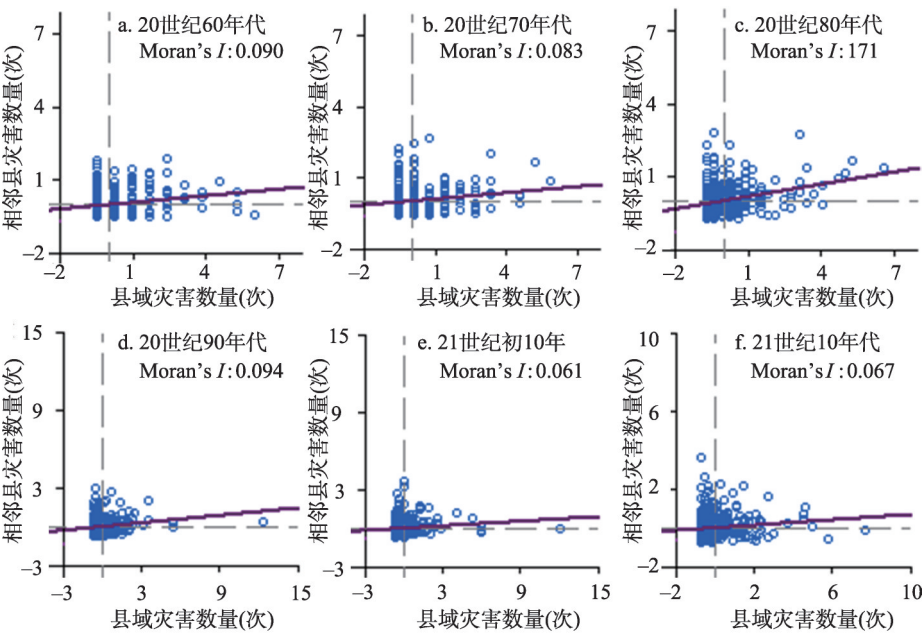 a. 20世纪60年代
Moran's I:0.090
相邻县灾害数量(次)
7
4
1
−2
−2
1
4
7
县域灾害数量(次)
b. 20世纪70年代
Moran's I:0.083
相邻县灾害数量(次)
7
4
1
−2
−2
1
4
7
县域灾害数量(次)
c. 20世纪80年代
Moran's I:171
相邻县灾害数量(次)
7
4
1
−2
−2
1
4
7
县域灾害数量(次)
d. 20世纪90年代
Moran's I:0.094
相邻县灾害数量(次)
15
9
3
−3
−3
3
9
15
县域灾害数量(次)
e. 21世纪初10年
Moran's I:0.061
相邻县灾害数量(次)
15
9
3
−3
−3
3
9
15
县域灾害数量(次)
f. 21世纪10年代
Moran's I:0.067
相邻县灾害数量(次)
10
6
2
−2
−2
2
6
10
县域灾害数量(次)